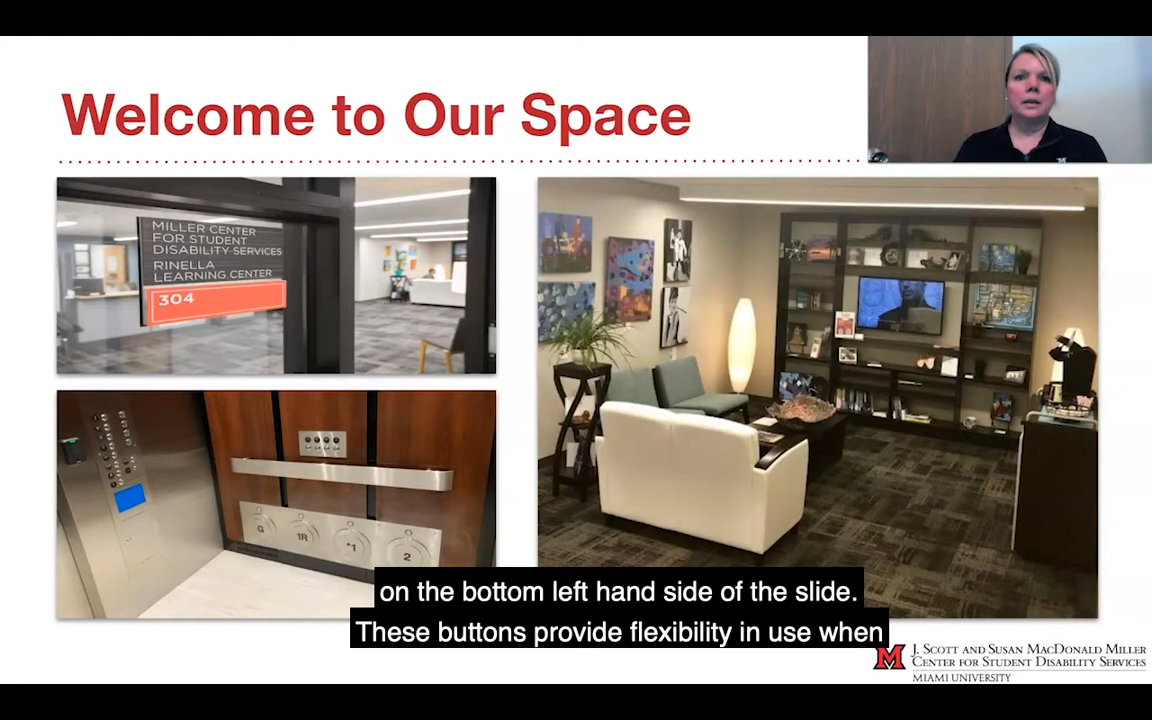 Welcome to Our Space
MILLER CENTER
FOR STUDENT
DISABILITY SERVICES
RINELLA
LEARNING CENTER
304
G
1R
*1
2
on the bottom left hand side of the slide.
These buttons provide flexibility in use when
M
J. SCOTT AND SUSAN MACDONALD MILLER
CENTER FOR STUDENT DISABILITY SERVICES
MIAMI UNIVERSITY